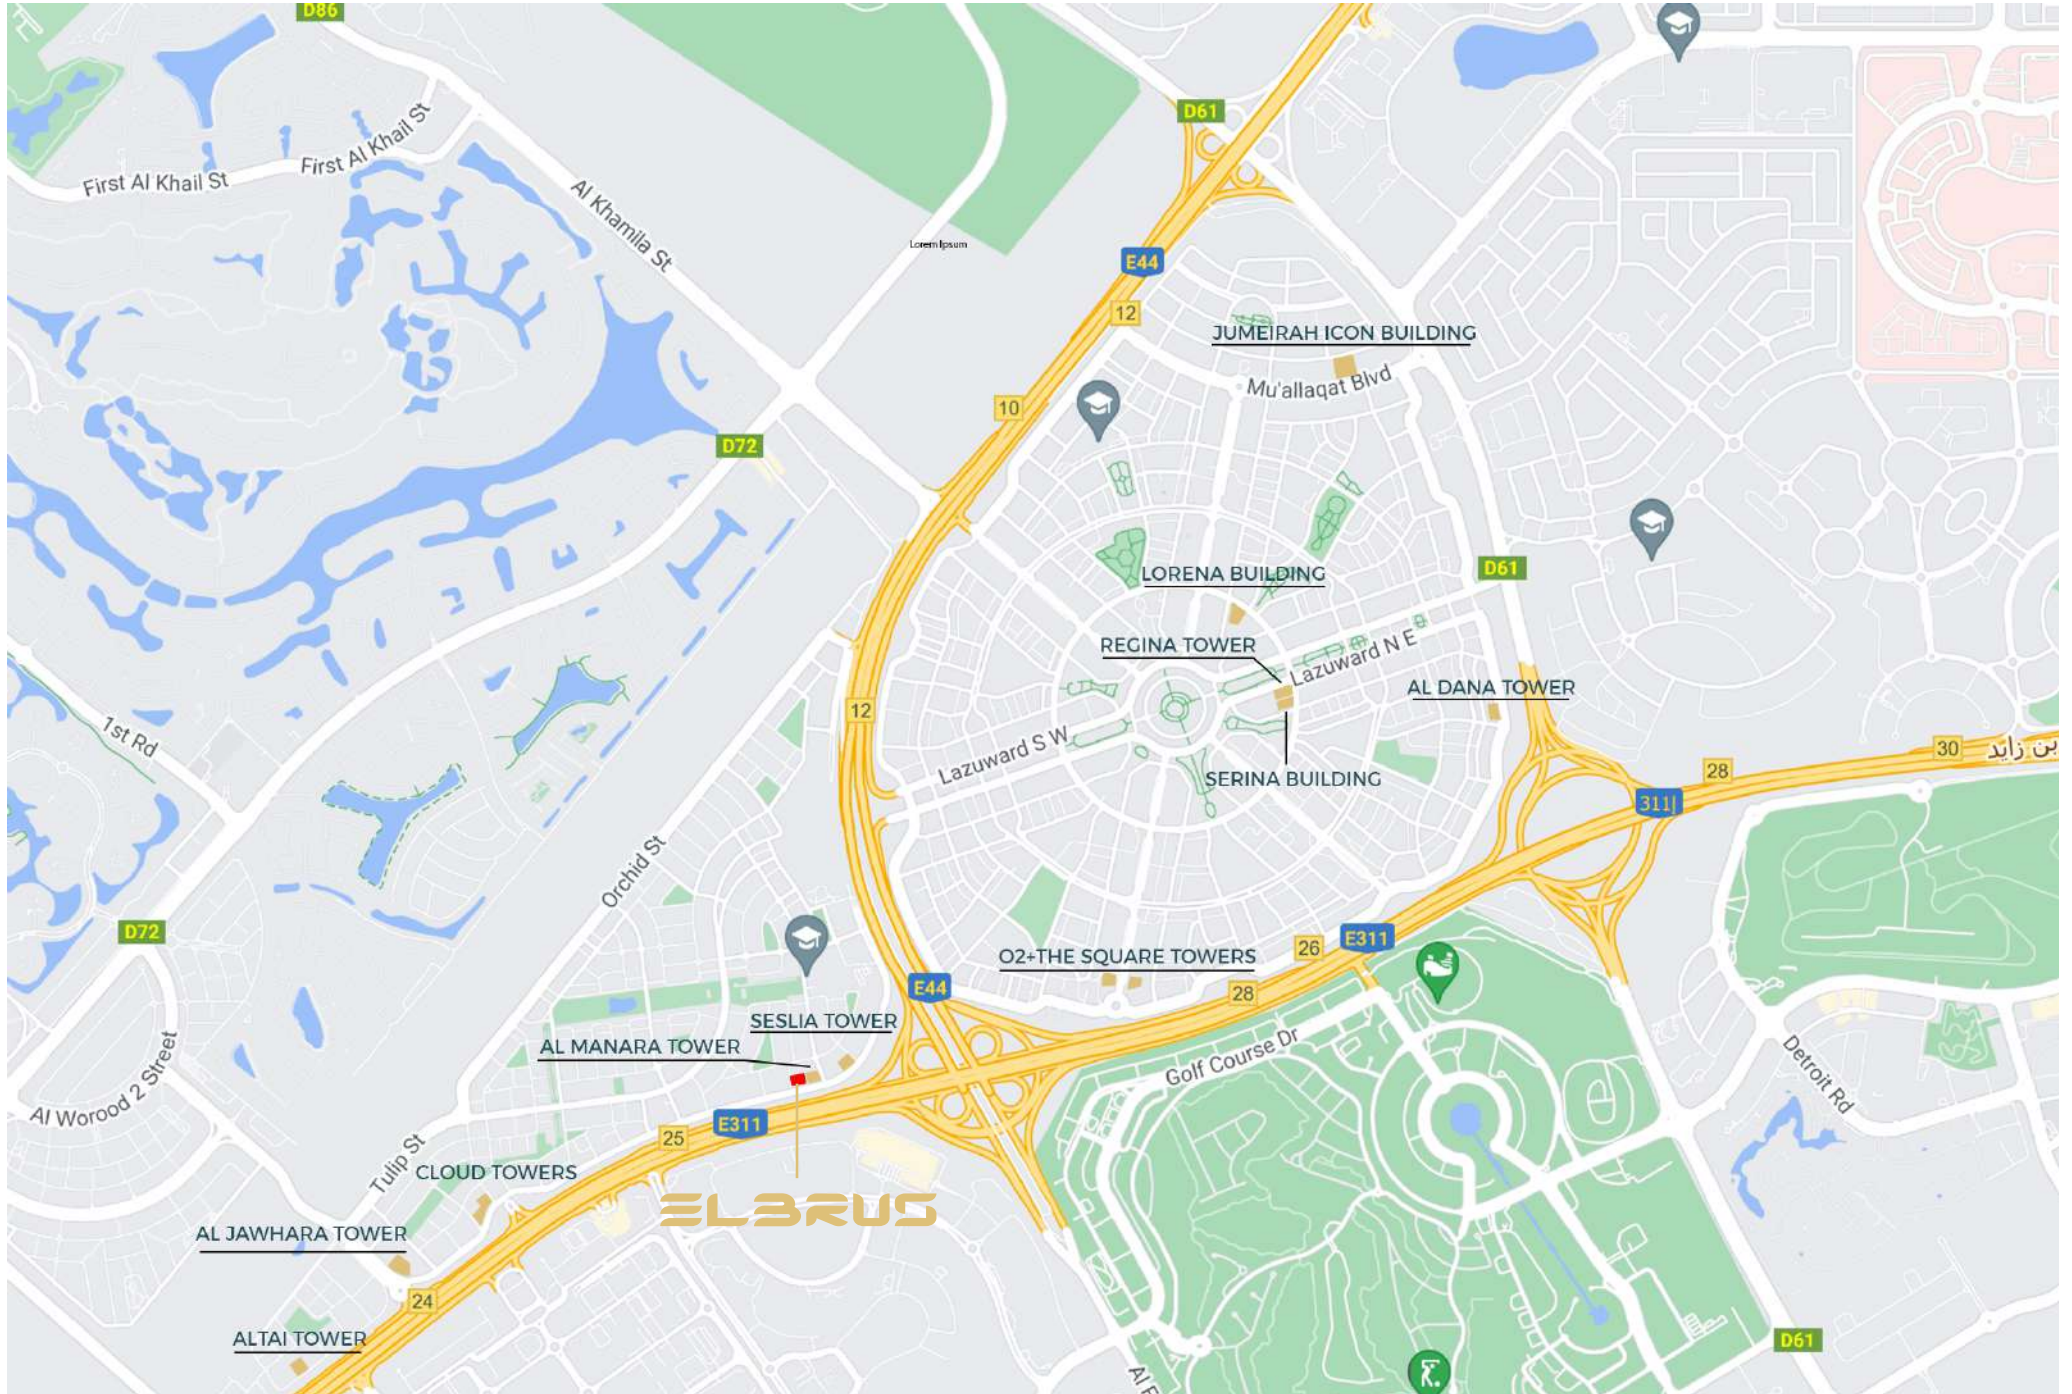 D86
D61
First Al Khail St
First Al Khail St
Al Khamila St
Lorem Ipsum
E44
12
JUMEIRAH ICON BUILDING
Mu'allaqat Blvd
10
D72
LORENA BUILDING
D61
REGINA TOWER
Lazuward N E
AL DANA TOWER
12
1st Rd
Lazuward S W
SERINA BUILDING
30
بن زايد
28
311|
Orchid St
D72
O2+THE SQUARE TOWERS
26
E311
E44
28
SESLIA TOWER
AL MANARA TOWER
Golf Course Dr
Detroit Rd
Al Worood 2 Street
E311
25
Tulip St
CLOUD TOWERS
ELBRUS
AL JAWHARA TOWER
24
ALTAI TOWER
D61